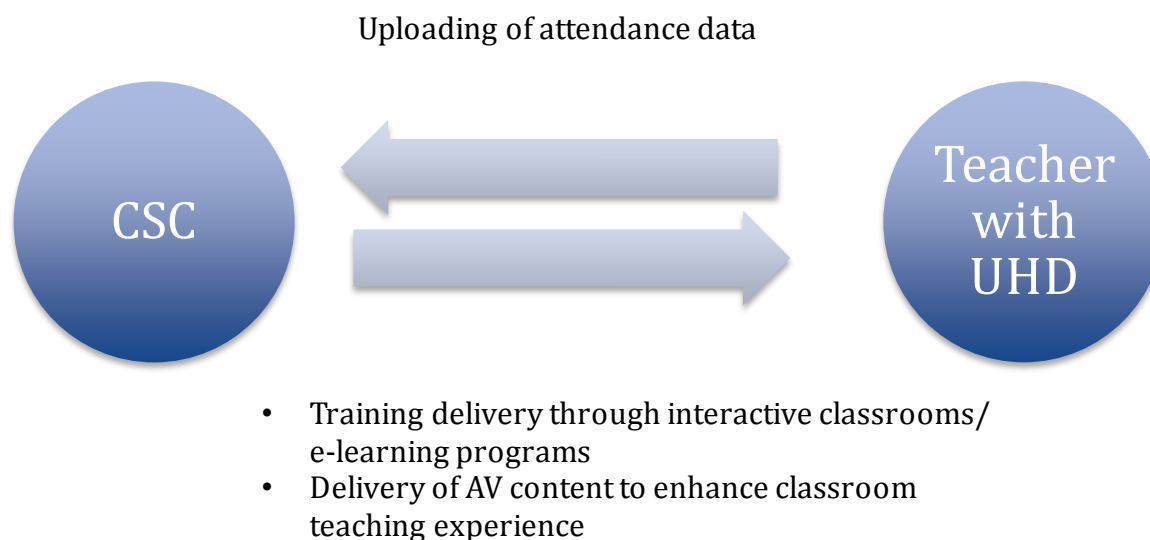 Uploading of attendance data
CSC
Teacher
with
UHD
• Training delivery through interactive classrooms/
e-learning programs
• Delivery of AV content to enhance classroom
teaching experience